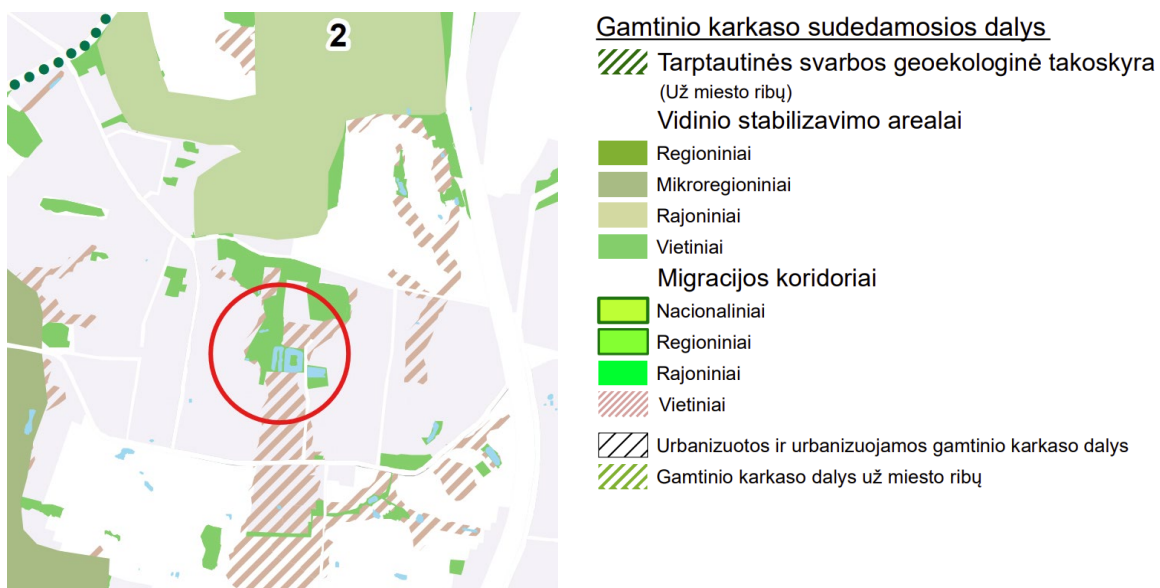 2
Gamtinio karkaso sudedamosios dalys
Tarptautinės svarbos geoekologinė takoskyra
(Už miesto ribų)
Vidinio stabilizavimo arealai
Regioniniai
Mikroregioniniai
Rajoniniai
Vietiniai
Migracijos koridoriai
Nacionaliniai
Regioniniai
Rajoniniai
Vietiniai
Urbanizuotos ir urbanizuojamos gamtinio karkaso dalys
Gamtinio karkaso dalys už miesto ribų